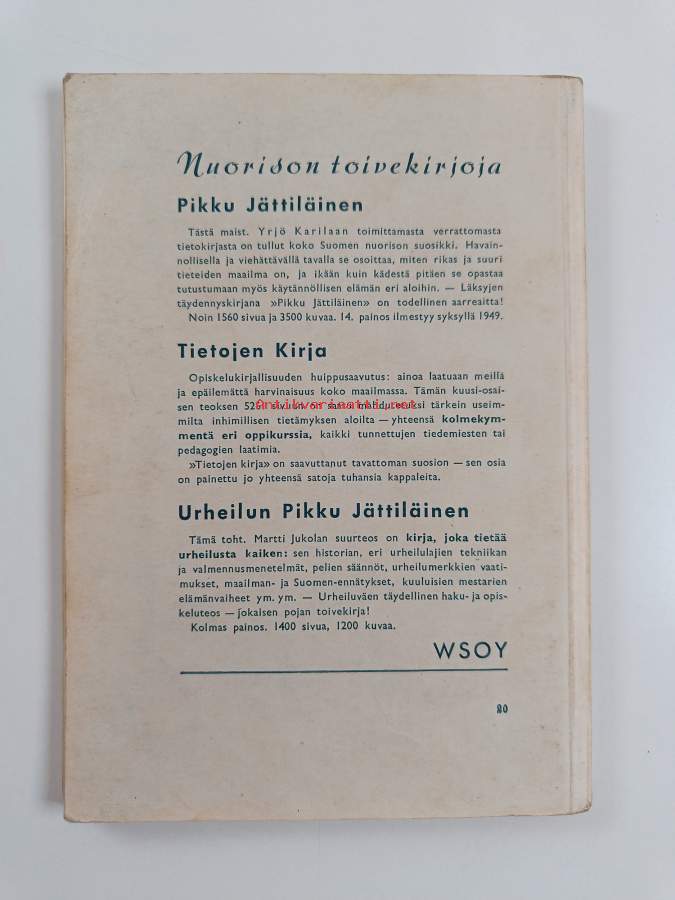 Nuorison toivekirjoja
Pikku Jättiläinen
Tästä maist. Yrjö Karilaan toimittamasta verrattomasta
tietokirjasta on tullut koko Suomen nuorison suosikki. Havain-
nollisella ja viehättävällä tavalla se osoittaa, miten rikas ja suuri
tieteiden maailma on, ja ikään kuin kädestä pitäen se opastaa
tutustumaan myös käytännöllisen elämän eri aloihin. — Läksyjen
täydennyskirjana »Pikku Jättiläinen» on todellinen aarreaitta!
Noin 1560 sivua ja 3500 kuvaa. 14. painos ilmestyy syksyllä 1949.
Tietojen Kirja
Opiskelukirjallisuuden huippusaavutus: ainoa laatuaan meillä
ja epäilemättä harvinaisuus koko maailmassa. Tämän kuusi-osai-
sen teoksen sivuun on saatu mahdutetuksi tärkein useim-
Antikvariaatti.net
milta inhimillisen tietämyksen aloilta — yhteensä kolmekym-
mentä eri oppikurssia, kaikki tunnettujen tiedemiesten tai
pedagogien laatimia.
»Tietojen kirja» on saavuttanut tavattoman suosion — sen osia
on painettu jo yhteensä satoja tuhansia kappaleita.
Urheilun Pikku Jättiläinen
Tämä toht. Martti Jukolan suurteos on kirja, joka tietää
urheilusta kaiken: sen historian, eri urheilulajien tekniikan
ja valmennusmenetelmät, pelien säännöt, urheilumerkkien vaati-
mukset, maailman- ja Suomen-ennätykset, kuuluisien mestarien
elämänvaiheet ym. ym. — Urheiluväen täydellinen haku- ja opis-
keluteos — jokaisen pojan toivekirja!
Kolmas painos. 1400 sivua, 1200 kuvaa.
WSOY
20